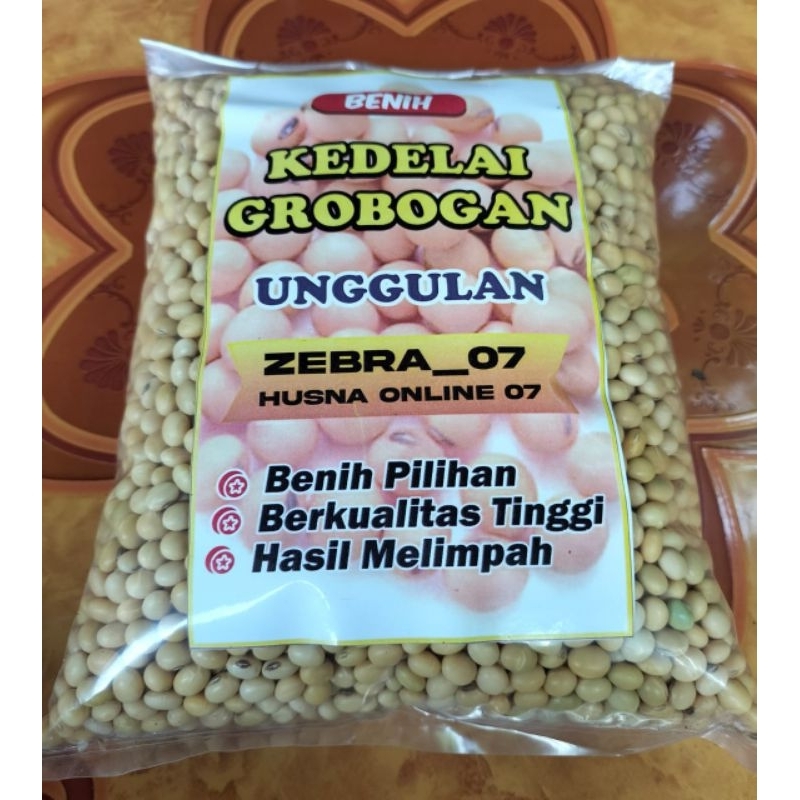 BENIH
KEDELAI
GROBOGAN
UNGGULAN
ZEBRA_07
HUSNA ONLINE 07
Benih Pilihan
Berkualitas Tinggi
Hasil Melimpah